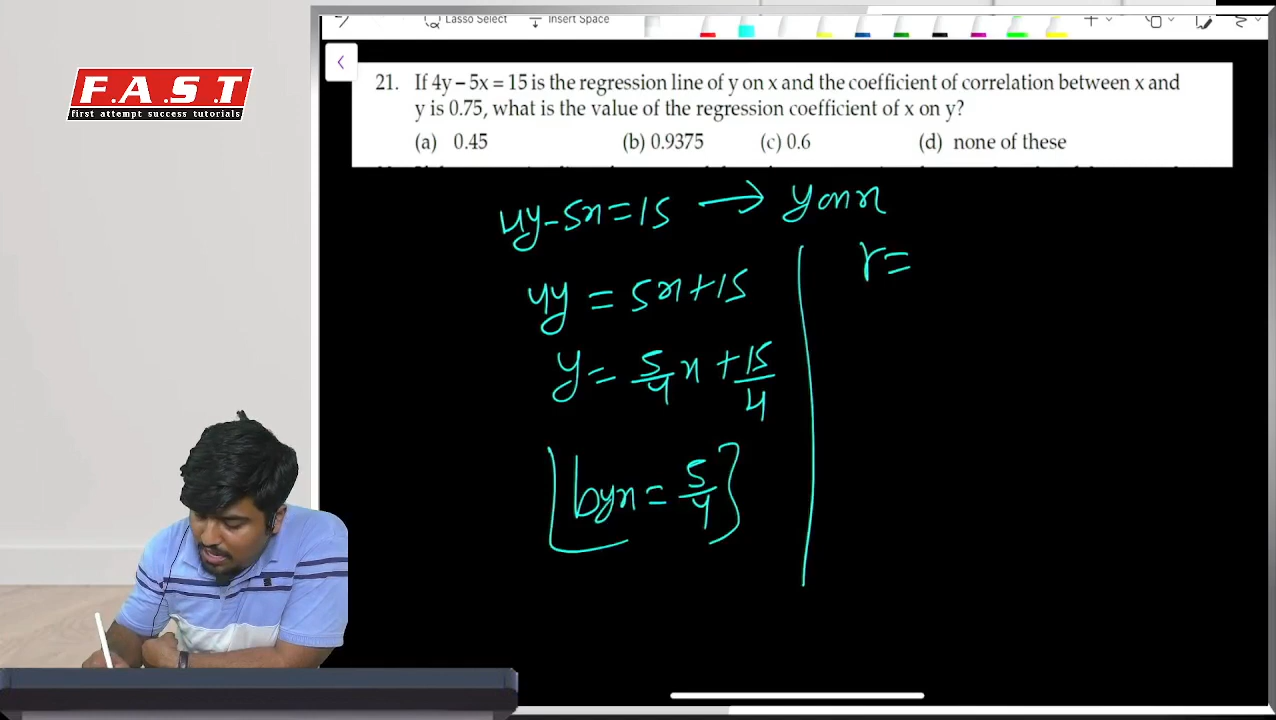 Lasso Select
Insert Space
F.A.S.T
first attempt success tutorials
21. If 4y – 5x = 15 is the regression line of y on x and the coefficient of correlation between x and
y is 0.75, what is the value of the regression coefficient of x on y?
(a) 0.45 (b) 0.9375 (c) 0.6 (d) none of these
4y-5x=15 → y on x
4y = 5x+15
y = 5/4 x + 15/4
byx = 5/4
r=